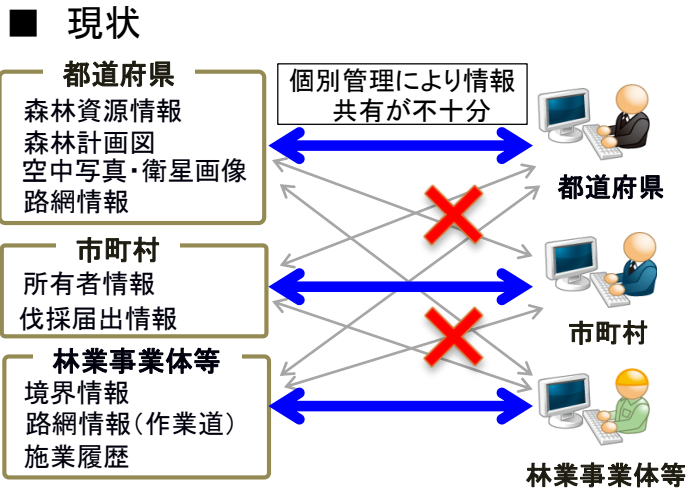 ■ 現状
都道府県
森林資源情報
森林計画図
空中写真・衛星画像
路網情報
個別管理により情報
共有が不十分
都道府県
市町村
所有者情報
伐採届出情報
市町村
林業事業体等
境界情報
路網情報(作業道)
施業履歴
林業事業体等